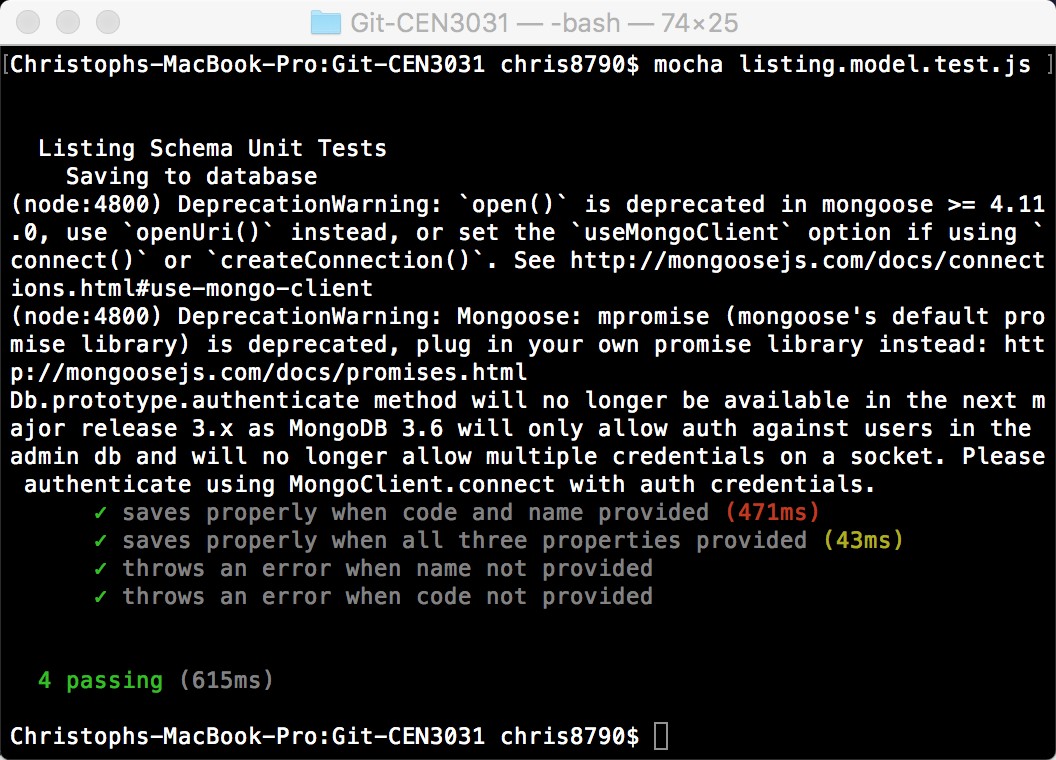 Git-CEN3031 — -bash — 74×25
[Christophs-MacBook-Pro:Git-CEN3031 chris8790$ mocha listing.model.test.js ]
Listing Schema Unit Tests
Saving to database
(node:4800) DeprecationWarning: `open()` is deprecated in mongoose >= 4.11
.0, use `openUri()` instead, or set the `useMongoClient` option if using `
connect()` or `createConnection()`. See http://mongoosejs.com/docs/connect
ions.html#use-mongo-client
(node:4800) DeprecationWarning: Mongoose: mpromise (mongoose's default pro
mise library) is deprecated, plug in your own promise library instead: htt
p://mongoosejs.com/docs/promises.html
Db.prototype.authenticate method will no longer be available in the next m
ajor release 3.x as MongoDB 3.6 will only allow auth against users in the
admin db and will no longer allow multiple credentials on a socket. Please
authenticate using MongoClient.connect with auth credentials.
✓ saves properly when code and name provided (471ms)
✓ saves properly when all three properties provided (43ms)
✓ throws an error when name not provided
✓ throws an error when code not provided
4 passing (615ms)
Christophs-MacBook-Pro:Git-CEN3031 chris8790$